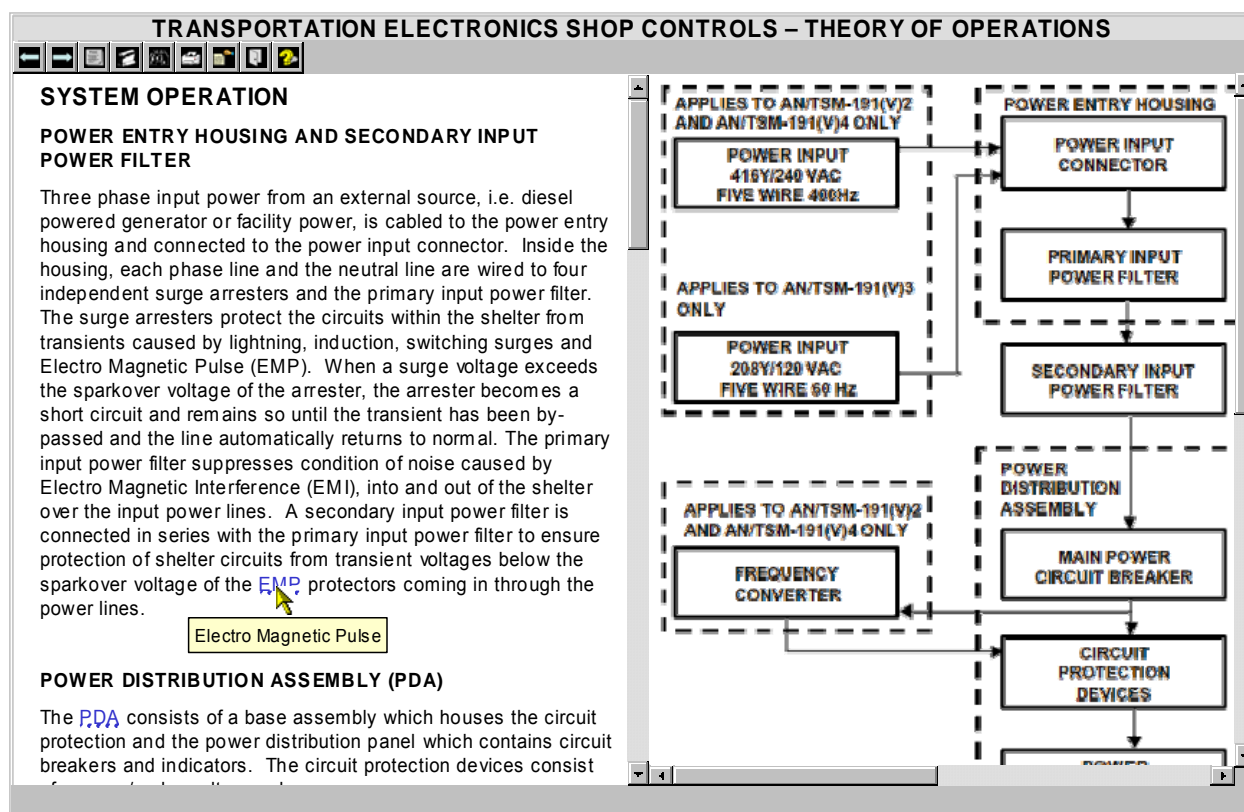 TRANSPORTATION ELECTRONICS SHOP CONTROLS – THEORY OF OPERATIONS
SYSTEM OPERATION
POWER ENTRY HOUSING AND SECONDARY INPUT
POWER FILTER
Three phase input power from an external source, i.e. diesel
powered generator or facility power, is cabled to the power entry
housing and connected to the power input connector. Inside the
housing, each phase line and the neutral line are wired to four
independent surge arresters and the primary input power filter.
The surge arresters protect the circuits within the shelter from
transients caused by lightning, induction, switching surges and
Electro Magnetic Pulse (EMP). When a surge voltage exceeds
the sparkover voltage of the arrester, the arrester becomes a
short circuit and remains so until the transient has been by-
passed and the line automatically returns to normal. The primary
input power filter suppresses condition of noise caused by
Electro Magnetic Interference (EMI), into and out of the shelter
over the input power lines. A secondary input power filter is
connected in series with the primary input power filter to ensure
protection of shelter circuits from transient voltages below the
sparkover voltage of the EMP protectors coming in through the
power lines.
Electro Magnetic Pulse
POWER DISTRIBUTION ASSEMBLY (PDA)
The PDA consists of a base assembly which houses the circuit
protection and the power distribution panel which contains circuit
breakers and indicators. The circuit protection devices consist
APPLIES TO AN/TSM-191(V)2
AND AN/TSM-191(V)4 ONLY
POWER INPUT
416Y/240 VAC
FIVE WIRE 400Hz
APPLIES TO AN/TSM-191(V)3
ONLY
POWER INPUT
208Y/120 VAC
FIVE WIRE 60 Hz
POWER ENTRY HOUSING
POWER INPUT
CONNECTOR
PRIMARY INPUT
POWER FILTER
SECONDARY INPUT
POWER FILTER
POWER
DISTRIBUTION
ASSEMBLY
APPLIES TO AN/TSM-191(V)2
AND AN/TSM-191(V)4 ONLY
FREQUENCY
CONVERTER
MAIN POWER
CIRCUIT BREAKER
CIRCUIT
PROTECTION
DEVICES
POWER